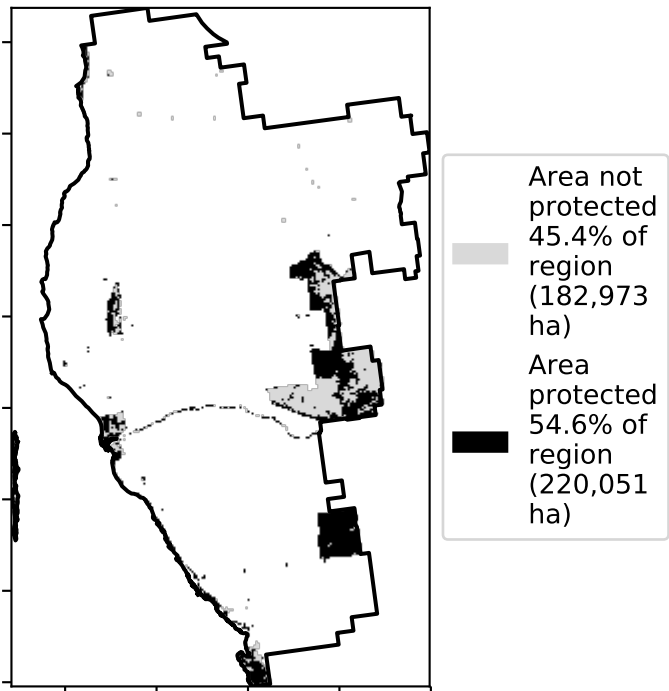 Area not
protected
45.4% of
region
(182,973
ha)
Area
protected
54.6% of
region
(220,051
ha)